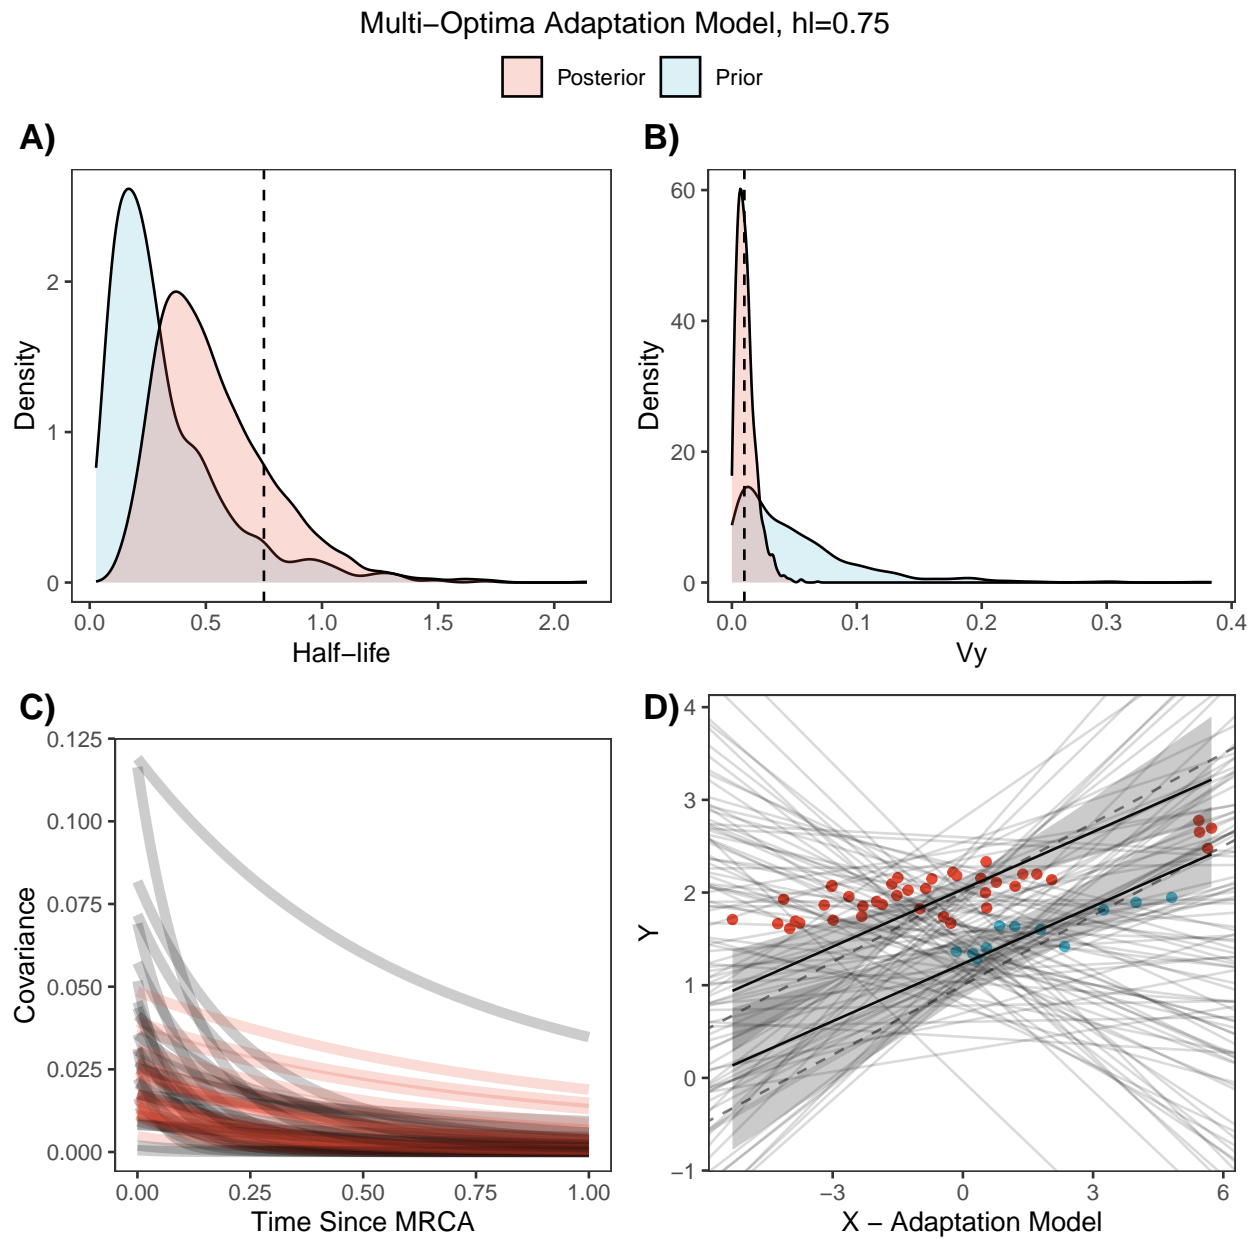 Multi−Optima Adaptation Model, hl=0.75
Posterior Prior
A)
2
1
0
Density
0.0 0.5 1.0 1.5 2.0
Half−life
B)
60
40
20
0
Density
0.0 0.1 0.2 0.3 0.4
Vy
C)
0.125
0.100
0.075
0.050
0.025
0.000
Covariance
0.00 0.25 0.50 0.75 1.00
Time Since MRCA
D)
4
3
2
1
0
−1
Y
−3 0 3 6
X − Adaptation Model